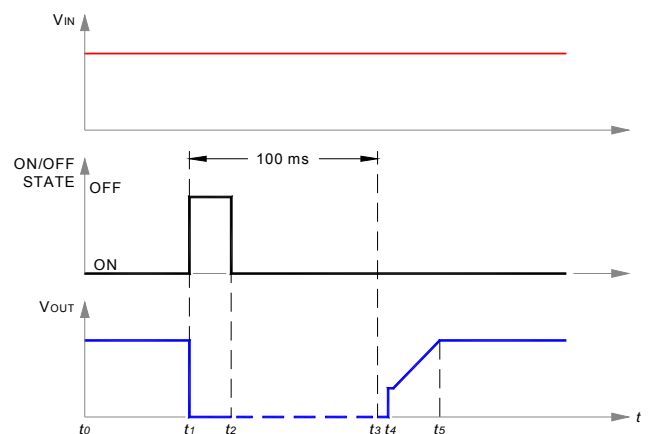 VIN
100 ms
ON/OFF
STATE
OFF
ON
VOUT
t0 t1 t2 t3 t4 t5 t